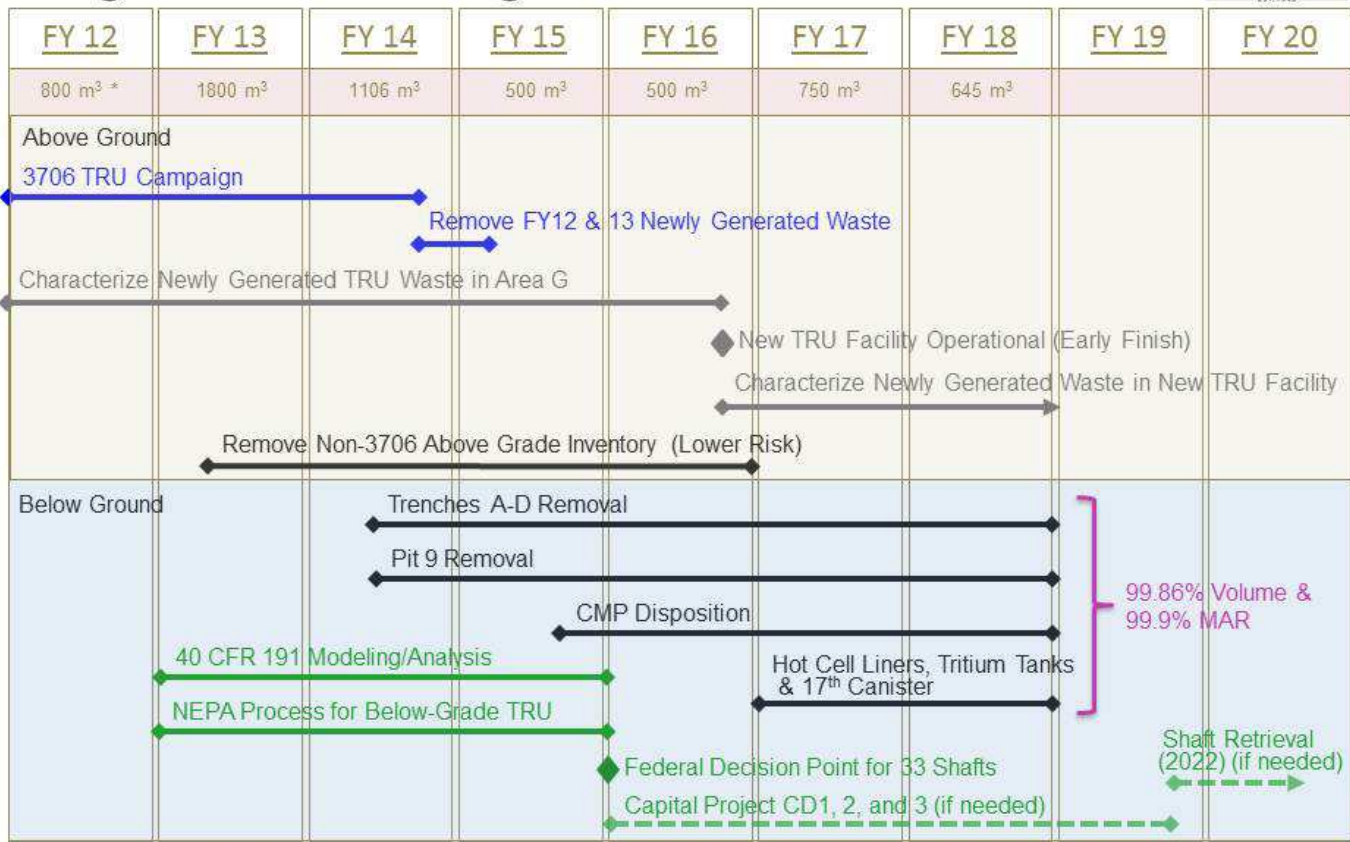 FY 12 FY 13 FY 14 FY 15 FY 16 FY 17 FY 18 FY 19 FY 20
800 m³ * 1800 m³ 1106 m³ 500 m³ 500 m³ 750 m³ 645 m³
Above Ground
3706 TRU Campaign
Remove FY12 & 13 Newly Generated Waste
Characterize Newly Generated TRU Waste in Area G
New TRU Facility Operational (Early Finish)
Characterize Newly Generated Waste in New TRU Facility
Remove Non-3706 Above Grade Inventory (Lower Risk)
Below Ground
Trenches A-D Removal
Pit 9 Removal
CMP Disposition
99.86% Volume &
99.9% MAR
40 CFR 191 Modeling/Analysis
Hot Cell Liners, Tritium Tanks
& 17th Canister
NEPA Process for Below-Grade TRU
Shaft Retrieval
(2022) (if needed)
Federal Decision Point for 33 Shafts
Capital Project CD1, 2, and 3 (if needed)